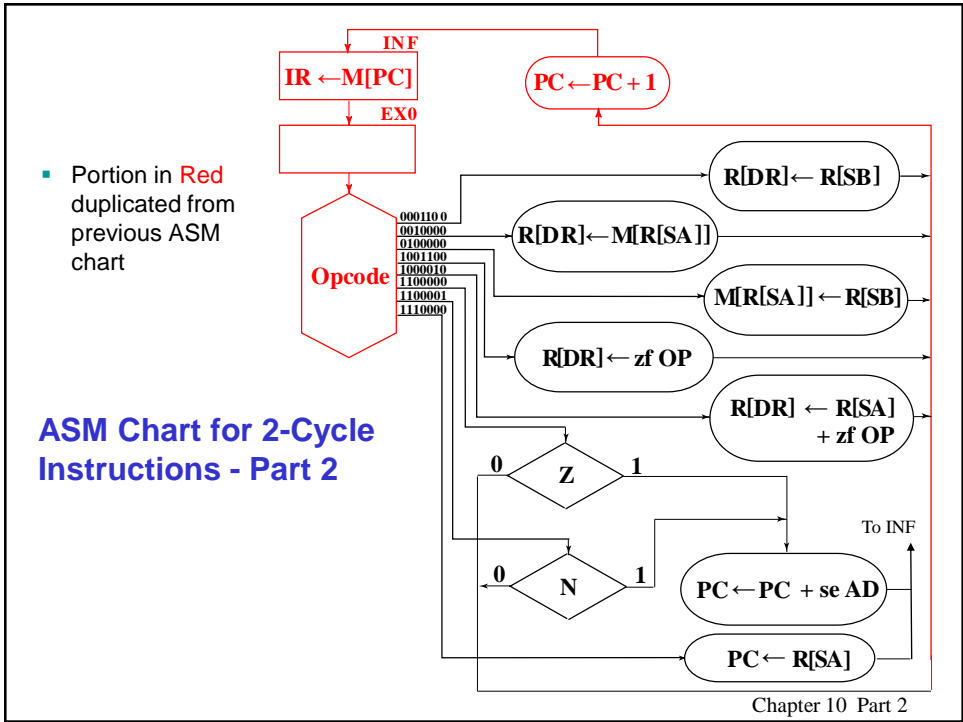 INF
IR ←M[PC]
PC←PC + 1
EX0
▪ Portion in Red
duplicated from
previous ASM
chart
R[DR]← R[SB]
0001100
0010000
0100000
1001100
1000010
1100000
1100001
1110000
Opcode
R[DR]←M[R[SA]]
M[R[SA]] ← R[SB]
R[DR]← zf OP
R[DR] ← R[SA]
+ zf OP
ASM Chart for 2-Cycle
Instructions - Part 2
0
Z
1
To INF
0
N
1
PC←PC + se AD
PC← R[SA]
Chapter 10 Part 2